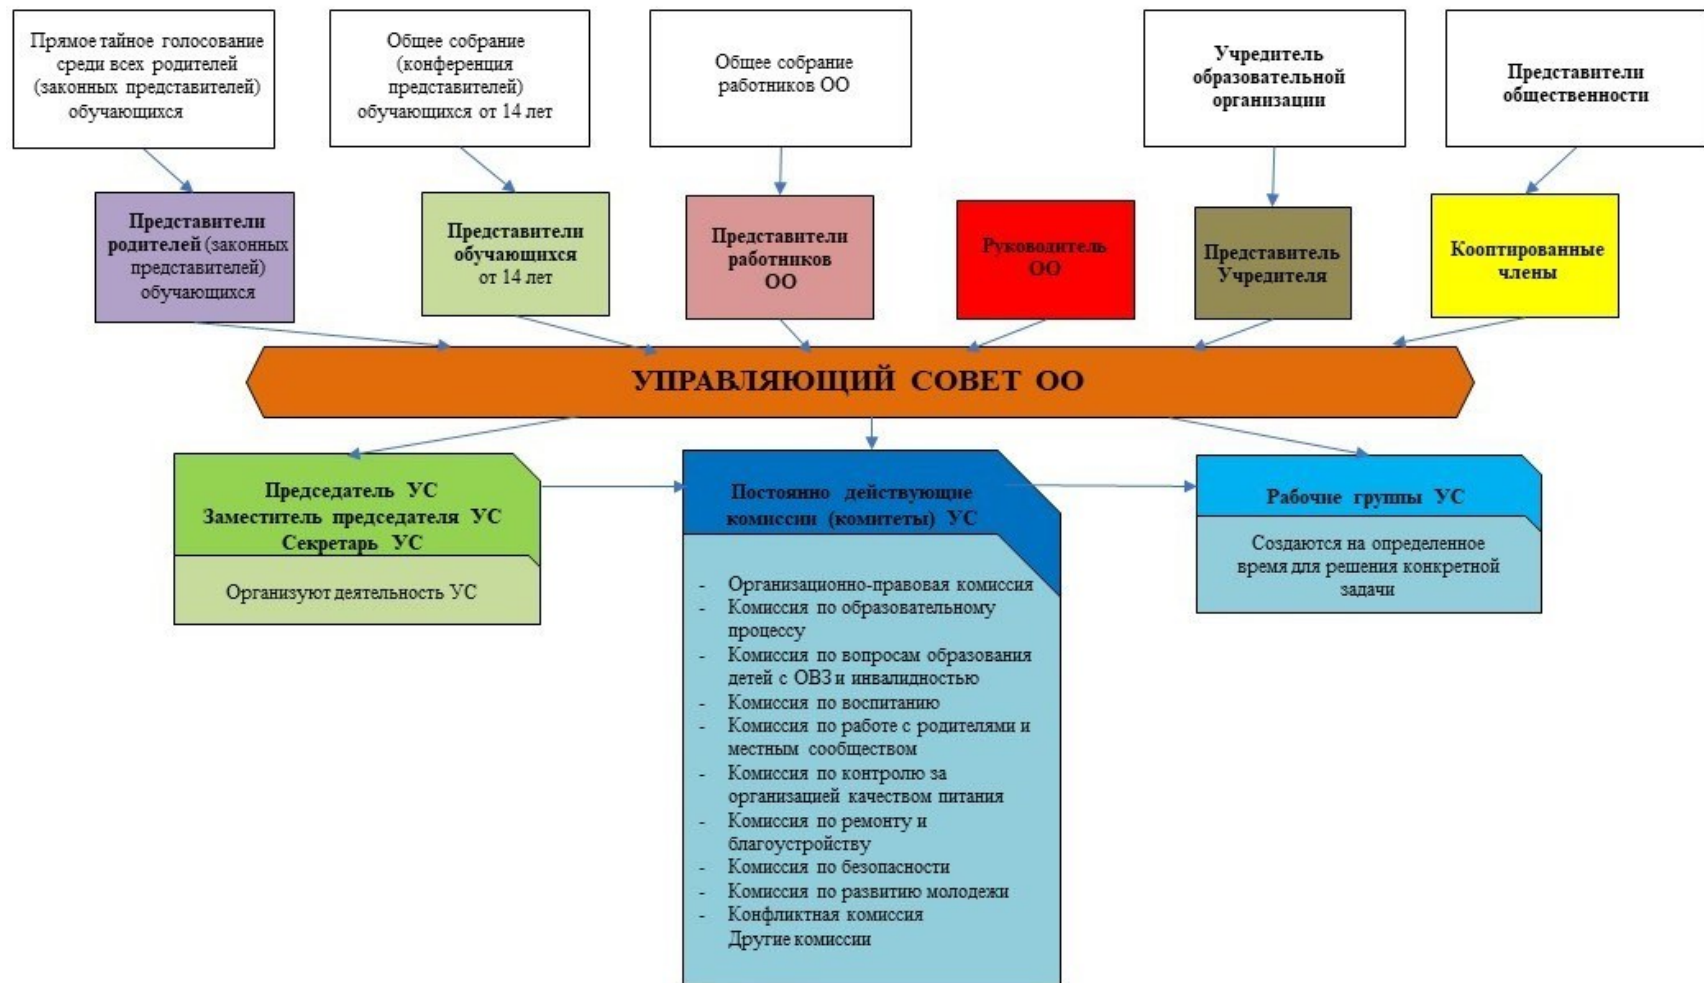 Прямое тайное голосование
среди всех родителей
(законных представителей)
обучающихся
Общее собрание
(конференция
представителей)
обучающихся от 14 лет
Общее собрание
работников ОО
Учредитель
образовательной
организации
Представители
общественности
Представители
родителей (законных
представителей)
обучающихся
Представители
обучающихся
от 14 лет
Представители
работников
ОО
Руководитель
ОО
Представитель
Учредителя
Кооптированные
члены
УПРАВЛЯЮЩИЙ СОВЕТ ОО
Председатель УС
Заместитель председателя УС
Секретарь УС
Организуют деятельность УС
Постоянно действующие
комиссии (комитеты) УС
- Организационно-правовая комиссия
- Комиссия по образовательному
процессу
- Комиссия по вопросам образования
детей с ОВЗ и инвалидностью
- Комиссия по воспитанию
- Комиссия по работе с родителями и
местным сообществом
- Комиссия по контролю за
организацией качеством питания
- Комиссия по ремонту и
благоустройству
- Комиссия по безопасности
- Комиссия по развитию молодежи
- Конфликтная комиссия
Другие комиссии
Рабочие группы УС
Создаются на определенное
время для решения конкретной
задачи